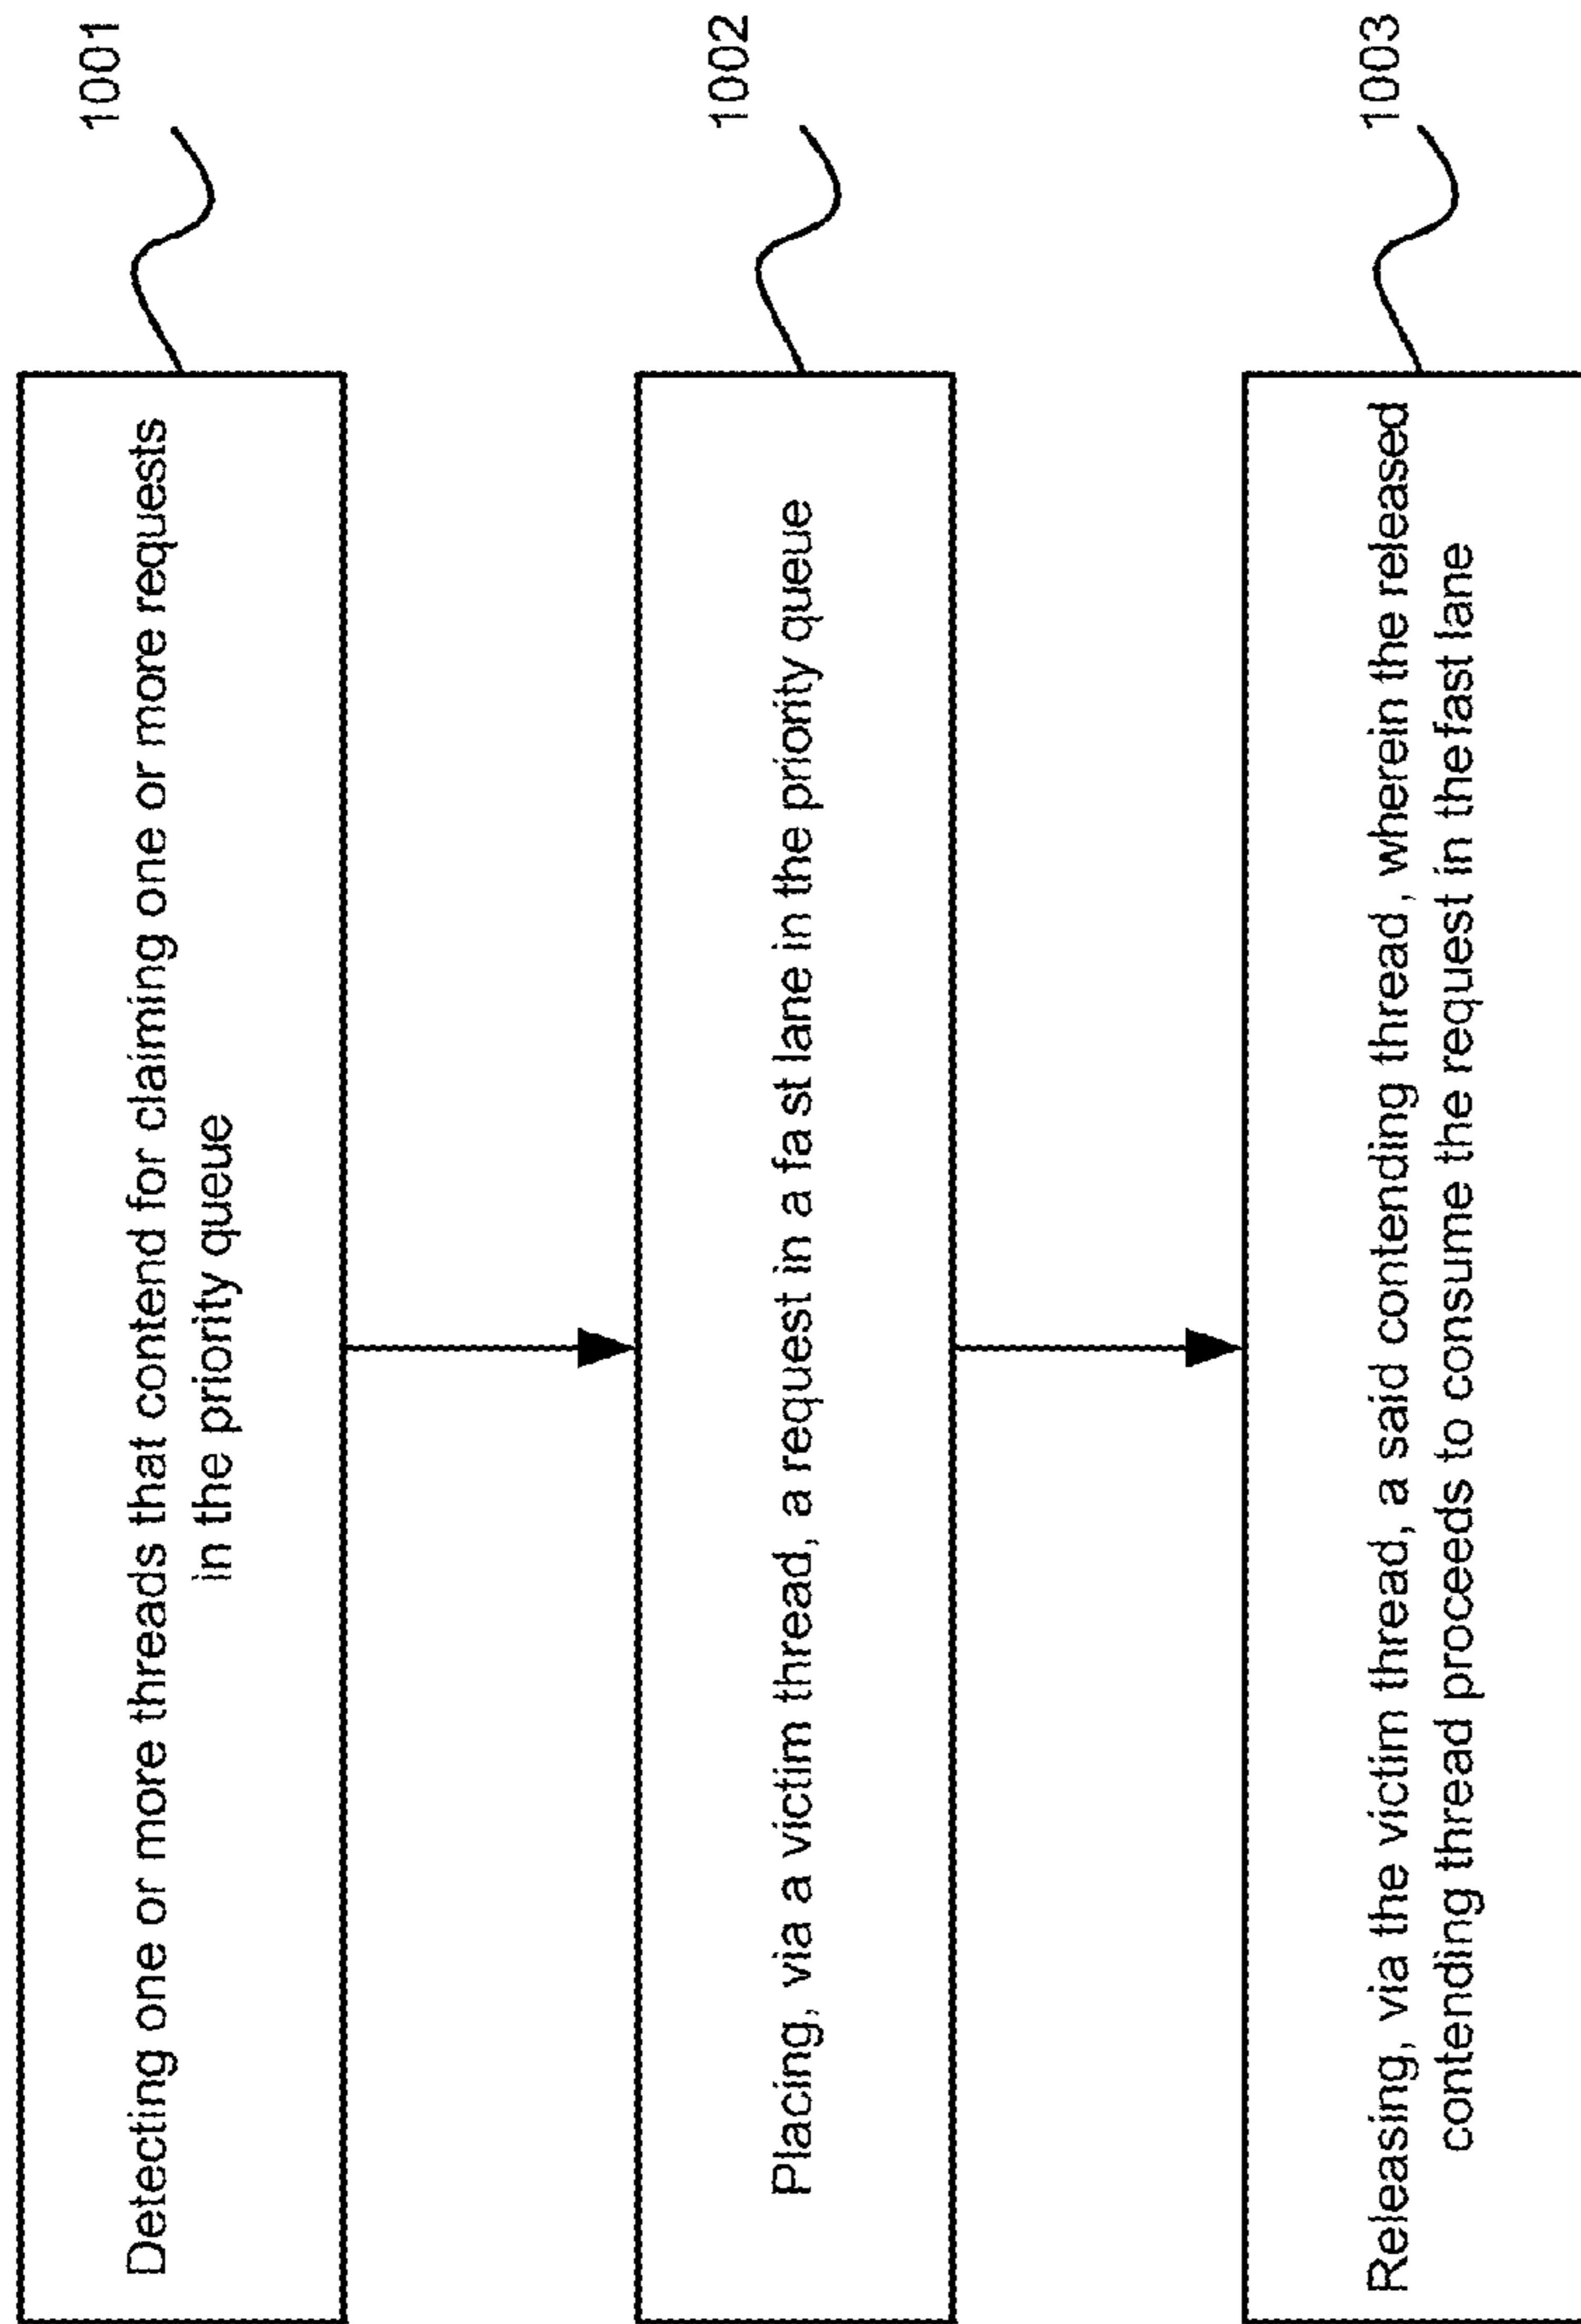 1001
Detecting one or more threads that contend for claiming one or more requests
in the priority queue
1002
Placing, via a victim thread, a request in a fast lane in the priority queue
1003
Releasing, via the victim thread, a said contending thread, wherein the released
contending thread proceeds to consume the request in the fast lane